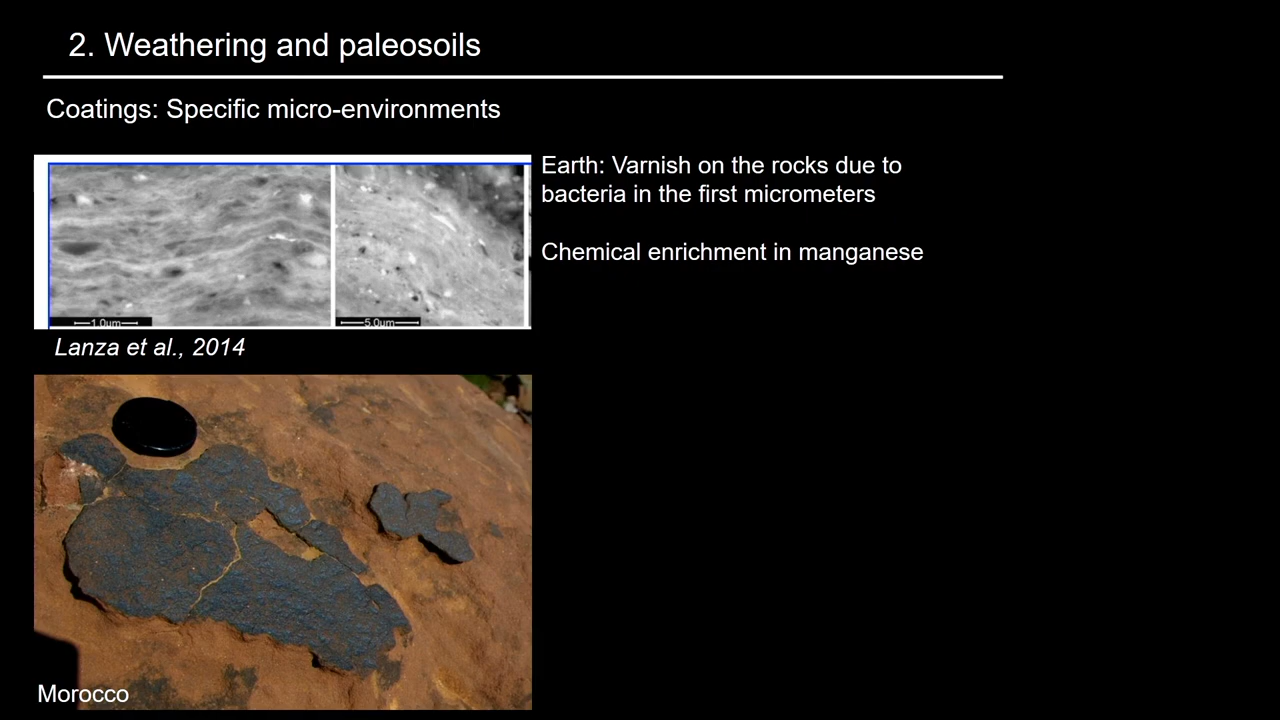 2. Weathering and paleosoils
Coatings: Specific micro-environments
Earth: Varnish on the rocks due to
bacteria in the first micrometers
Chemical enrichment in manganese
1.0um
5.0um
Lanza et al., 2014
Morocco